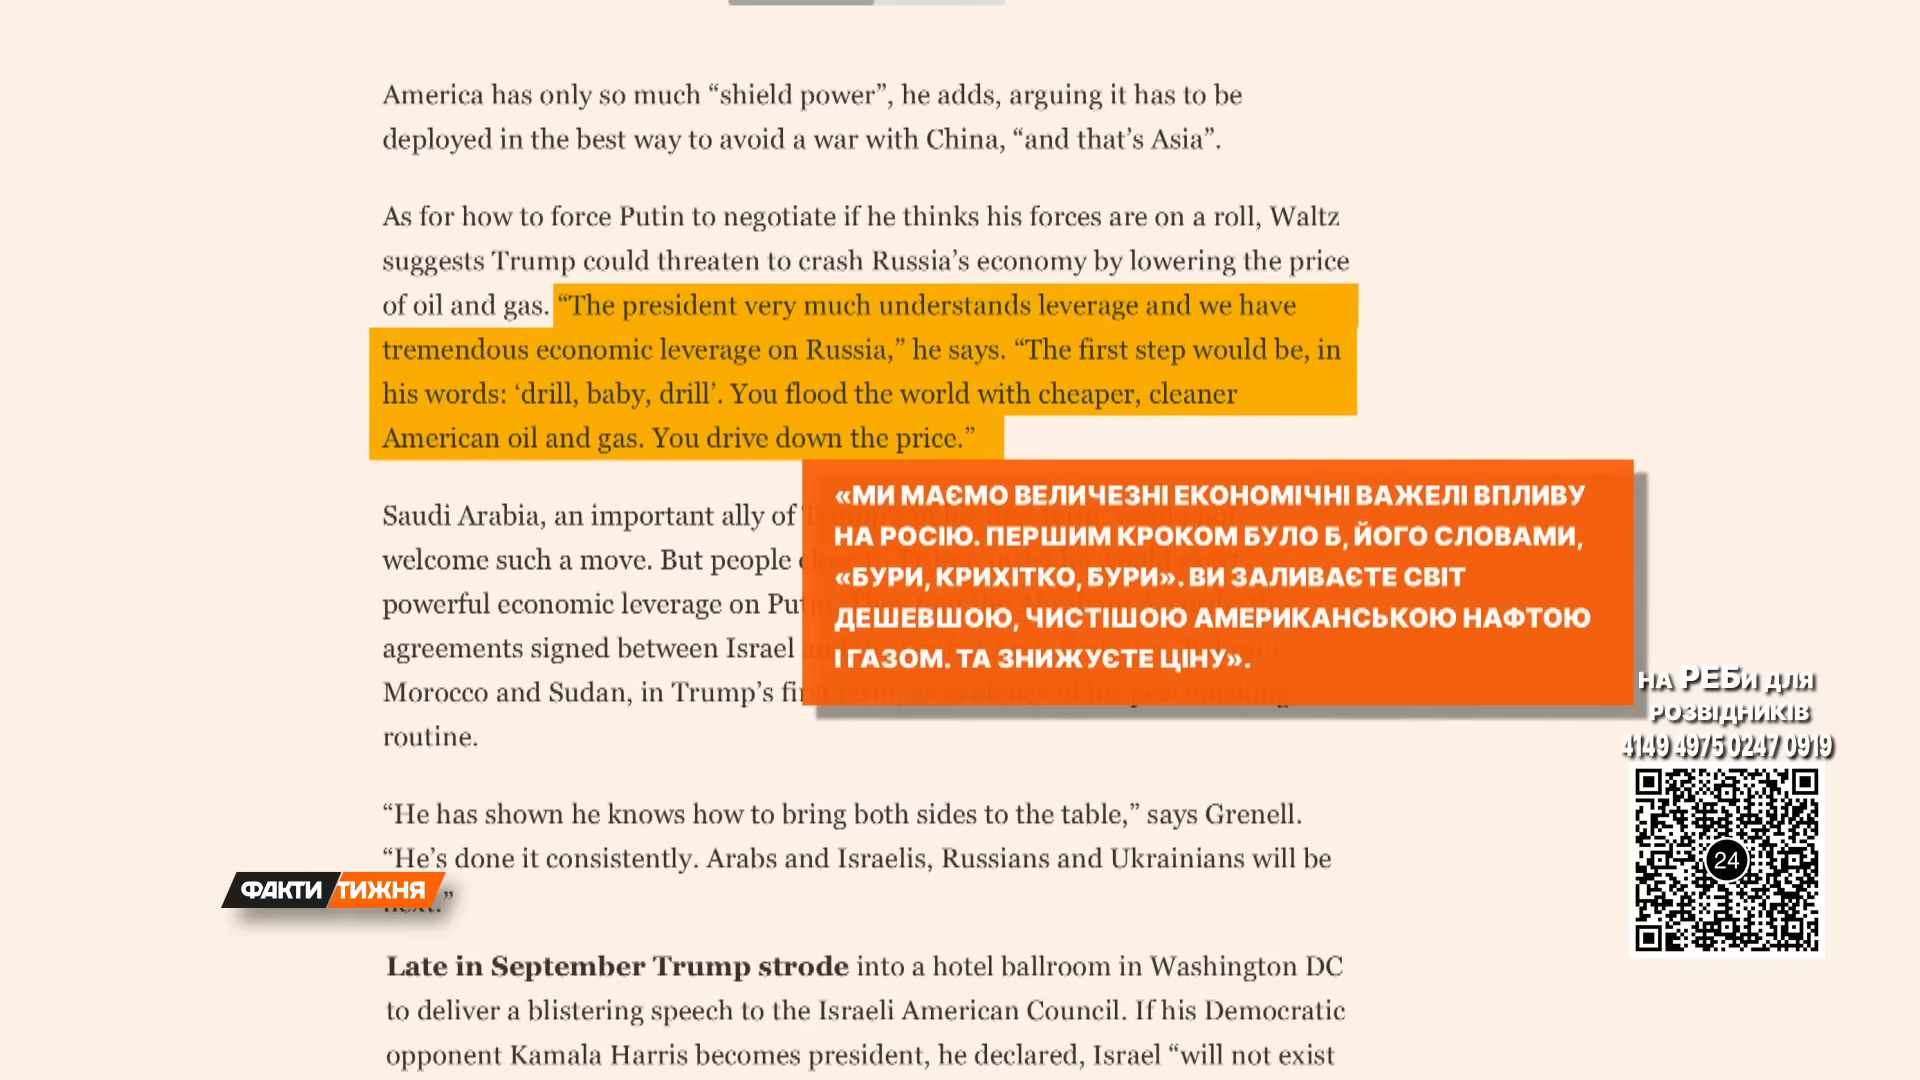 America has only so much “shield power”, he adds, arguing it has to be
deployed in the best way to avoid a war with China, “and that’s Asia”.
As for how to force Putin to negotiate if he thinks his forces are on a roll, Waltz
suggests Trump could threaten to crash Russia’s economy by lowering the price
of oil and gas. “The president very much understands leverage and we have
tremendous economic leverage on Russia,” he says. “The first step would be, in
his words: ‘drill, baby, drill’. You flood the world with cheaper, cleaner
American oil and gas. You drive down the price.”
«МИ МАЄМО ВЕЛИЧЕЗНІ ЕКОНОМІЧНІ ВАЖЕЛІ ВПЛИВУ
НА РОСІЮ. ПЕРШИМ КРОКОМ БУЛО Б, ЙОГО СЛОВАМИ,
«БУРИ, КРИХІТКО, БУРИ». ВИ ЗАЛИВАЄТЕ СВІТ
ДЕШЕВШОЮ, ЧИСТІШОЮ АМЕРИКАНСЬКОЮ НАФТОЮ
І ГАЗОМ. ТА ЗНИЖУЄТЕ ЦІНУ».
Saudi Arabia, an important ally of
welcome such a move. But people
powerful economic leverage on
agreements signed between Israel
Morocco and Sudan, in Trump’s first term, as evidence of his peacemaking
routine.
НА РЕБи для
РОЗВІДНИКІВ
4149 4975 0247 0919
24
“He has shown he knows how to bring both sides to the table,” says Grenell.
“He’s done it consistently. Arabs and Israelis, Russians and Ukrainians will be
next.”
ФАКТИ ТИЖНЯ
Late in September Trump strode into a hotel ballroom in Washington DC
to deliver a blistering speech to the Israeli American Council. If his Democratic
opponent Kamala Harris becomes president, he declared, Israel “will not exist